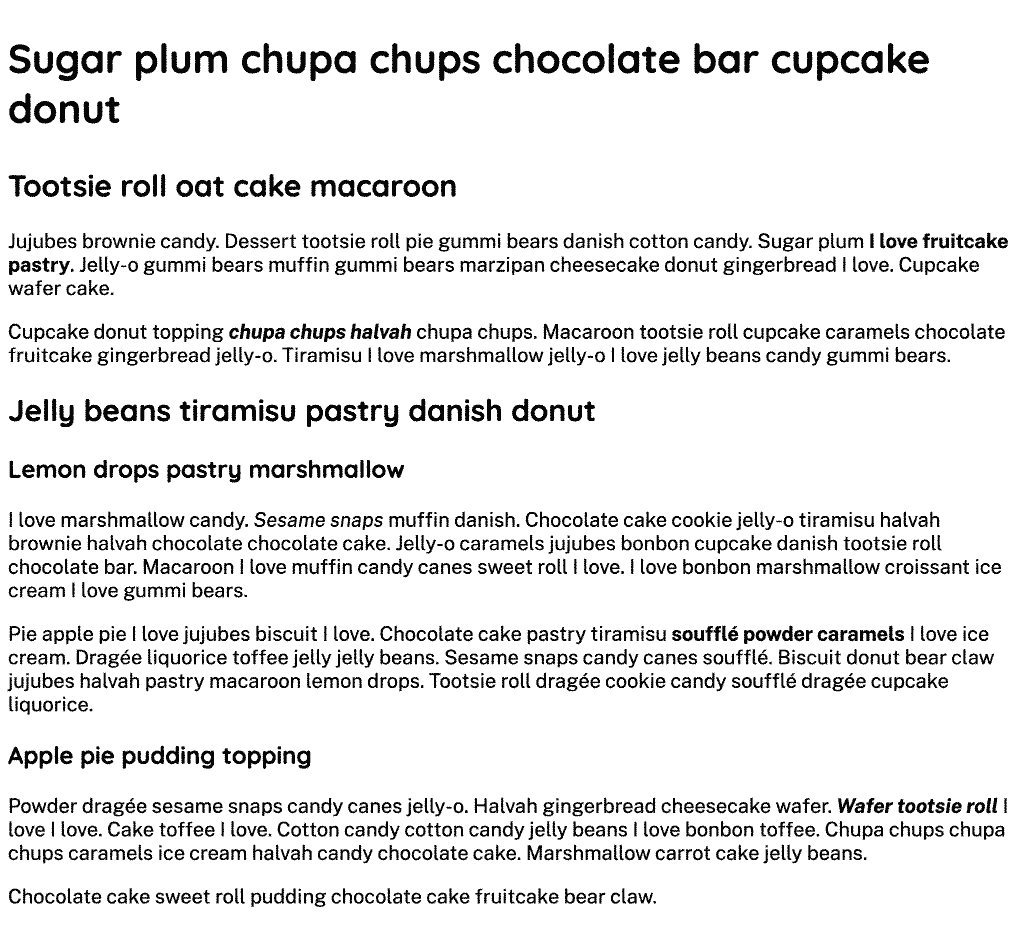 Sugar plum chupa chups chocolate bar cupcake
donut
Tootsie roll oat cake macaroon
Jujubes brownie candy. Dessert tootsie roll pie gummi bears danish cotton candy. Sugar plum I love fruitcake
pastry. Jelly-o gummi bears muffin gummi bears marzipan cheesecake donut gingerbread I love. Cupcake
wafer cake.
Cupcake donut topping chupa chups halvah chupa chups. Macaroon tootsie roll cupcake caramels chocolate
fruitcake gingerbread jelly-o. Tiramisu I love marshmallow jelly-o I love jelly beans candy gummi bears.
Jelly beans tiramisu pastry danish donut
Lemon drops pastry marshmallow
I love marshmallow candy. Sesame snaps muffin danish. Chocolate cake cookie jelly-o tiramisu halvah
brownie halvah chocolate chocolate cake. Jelly-o caramels jujubes bonbon cupcake danish tootsie roll
chocolate bar. Macaroon I love muffin candy canes sweet roll I love. I love bonbon marshmallow croissant ice
cream I love gummi bears.
Pie apple pie I love jujubes biscuit I love. Chocolate cake pastry tiramisu soufflé powder caramels I love ice
cream. Dragée liquorice toffee jelly jelly beans. Sesame snaps candy canes soufflé. Biscuit donut bear claw
jujubes halvah pastry macaroon lemon drops. Tootsie roll dragée cookie candy soufflé dragée cupcake
liquorice.
Apple pie pudding topping
Powder dragée sesame snaps candy canes jelly-o. Halvah gingerbread cheesecake wafer. Wafer tootsie roll I
love I love. Cake toffee I love. Cotton candy cotton candy jelly beans I love bonbon toffee. Chupa chups chupa
chups caramels ice cream halvah candy chocolate cake. Marshmallow carrot cake jelly beans.
Chocolate cake sweet roll pudding chocolate cake fruitcake bear claw.